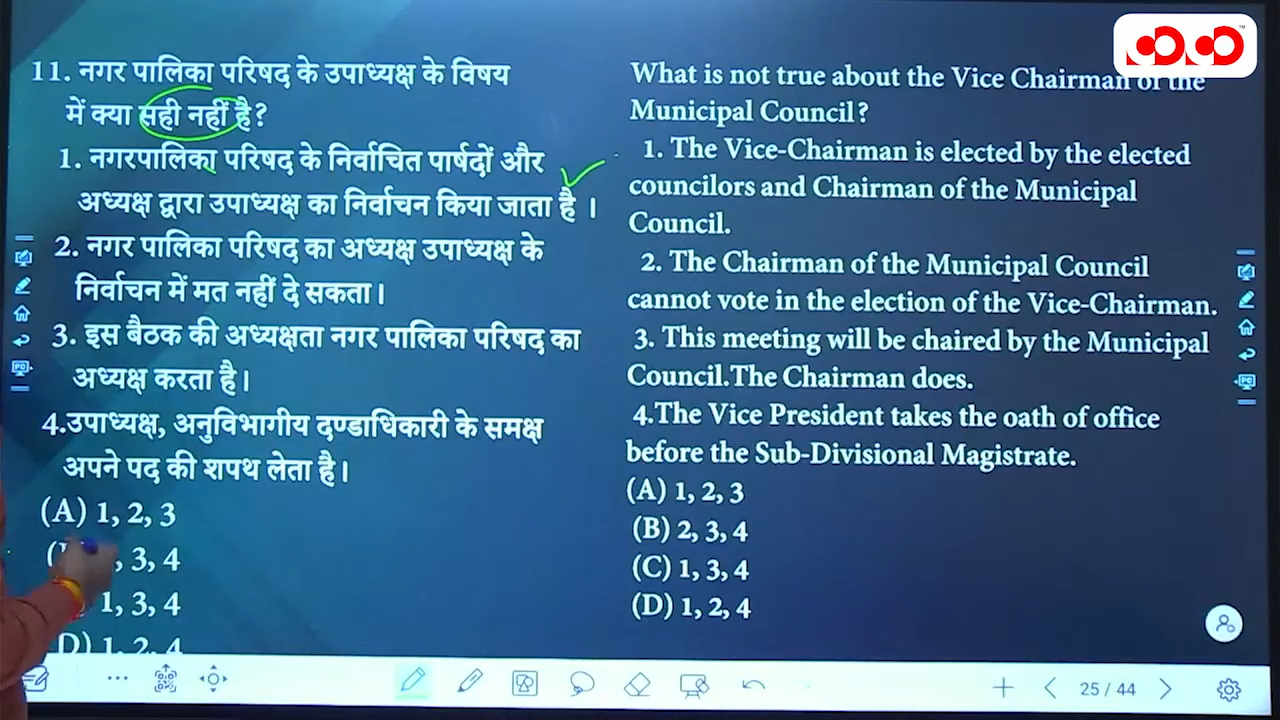 11. नगर पालिका परिषद के उपाध्यक्ष के विषय
में क्या सही नहीं है?
1. नगरपालिका परिषद के निर्वाचित पार्षदों और
अध्यक्ष द्वारा उपाध्यक्ष का निर्वाचन किया जाता है ।
2. नगर पालिका परिषद का अध्यक्ष उपाध्यक्ष के
निर्वाचन में मत नहीं दे सकता।
3. इस बैठक की अध्यक्षता नगर पालिका परिषद का
अध्यक्ष करता है।
4.उपाध्यक्ष, अनुविभागीय दण्डाधिकारी के समक्ष
अपने पद की शपथ लेता है।
(A) 1, 2, 3
3, 4
1, 3, 4
D) 1, 2, 4
What is not true about the Vice Chairman of the
Municipal Council?
1. The Vice-Chairman is elected by the elected
councilors and Chairman of the Municipal
Council.
2. The Chairman of the Municipal Council
cannot vote in the election of the Vice-Chairman.
3. This meeting will be chaired by the Municipal
Council.The Chairman does.
4.The Vice President takes the oath of office
before the Sub-Divisional Magistrate.
(A) 1, 2, 3
(B) 2, 3, 4
(C) 1, 3, 4
(D) 1, 2, 4
25 / 44